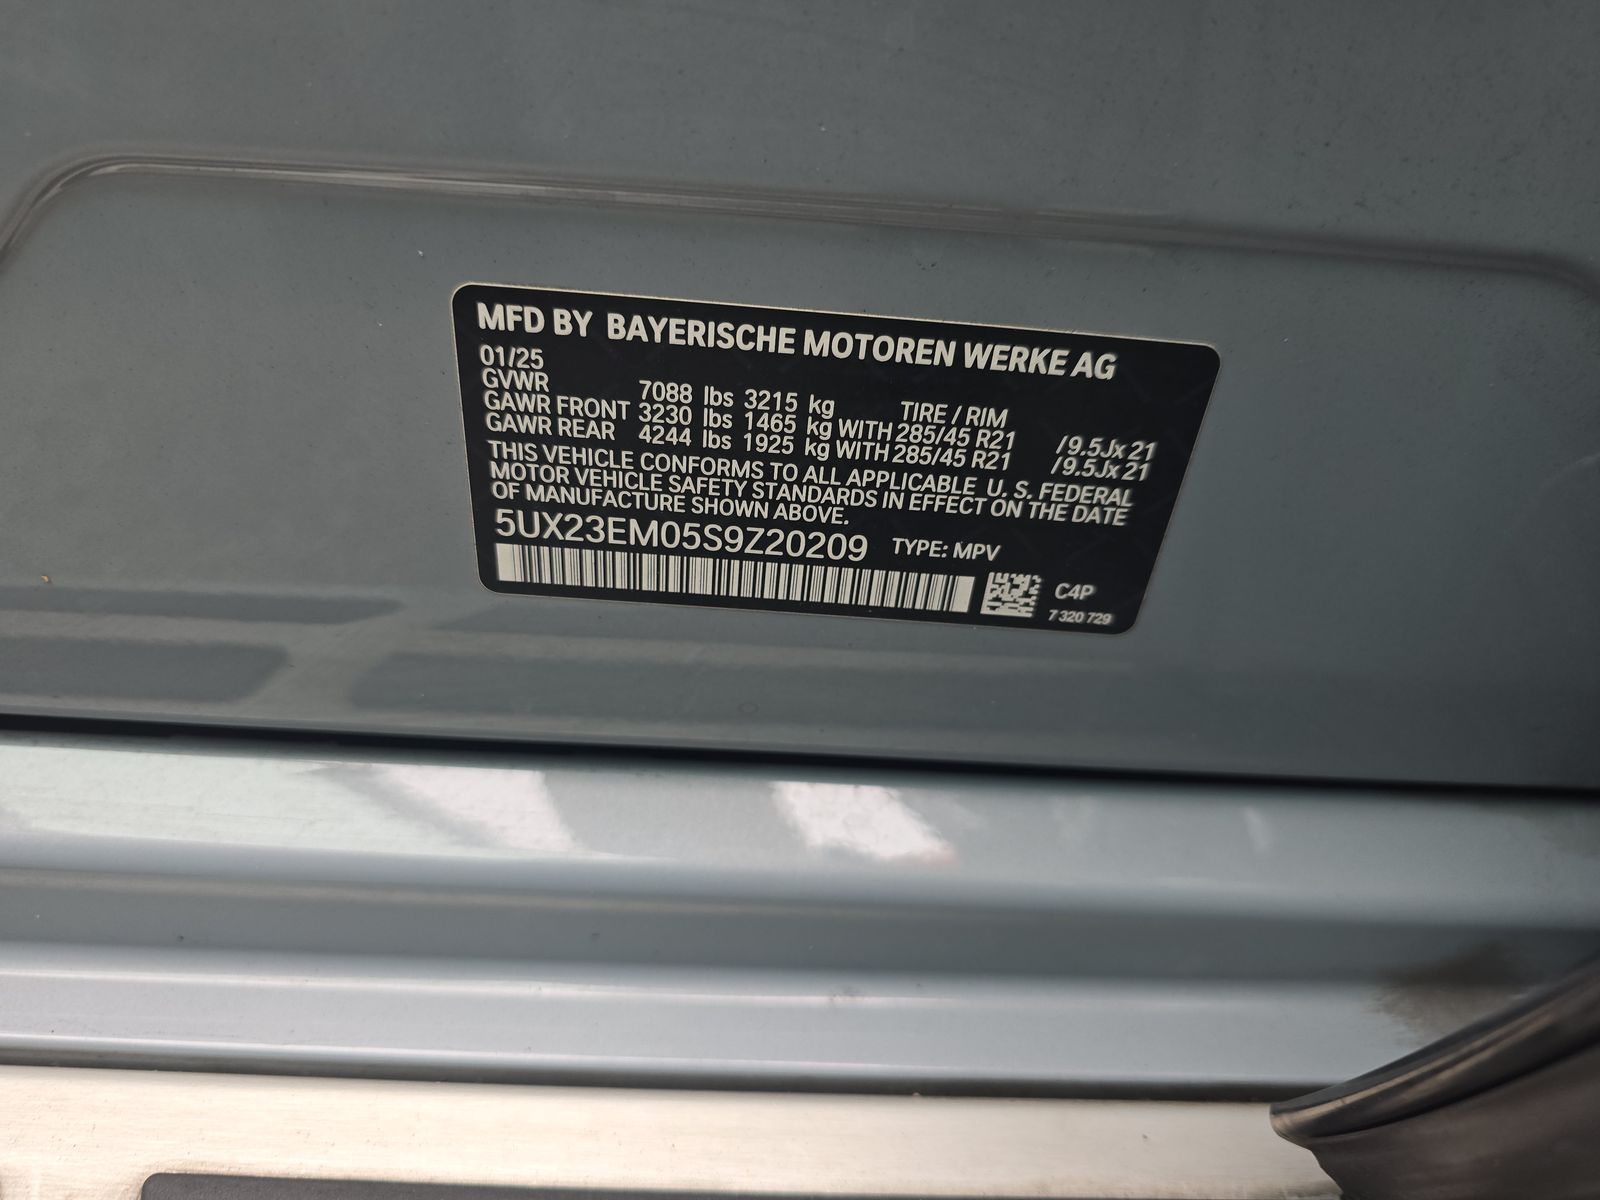 MFD BY BAYERISCHE MOTOREN WERKE AG
01/25
GVWR 7088 lbs 3215 kg TIRE / RIM
GAWR FRONT 3230 lbs 1465 kg WITH 285/45 R21 /9.5Jx21
GAWR REAR 4244 lbs 1925 kg WITH 285/45 R21 /9.5Jx21
THIS VEHICLE CONFORMS TO ALL APPLICABLE U. S. FEDERAL
MOTOR VEHICLE SAFETY STANDARDS IN EFFECT ON THE DATE
OF MANUFACTURE SHOWN ABOVE.
5UX23EM05S9Z20209 TYPE: MPV
C4P
7 320 729